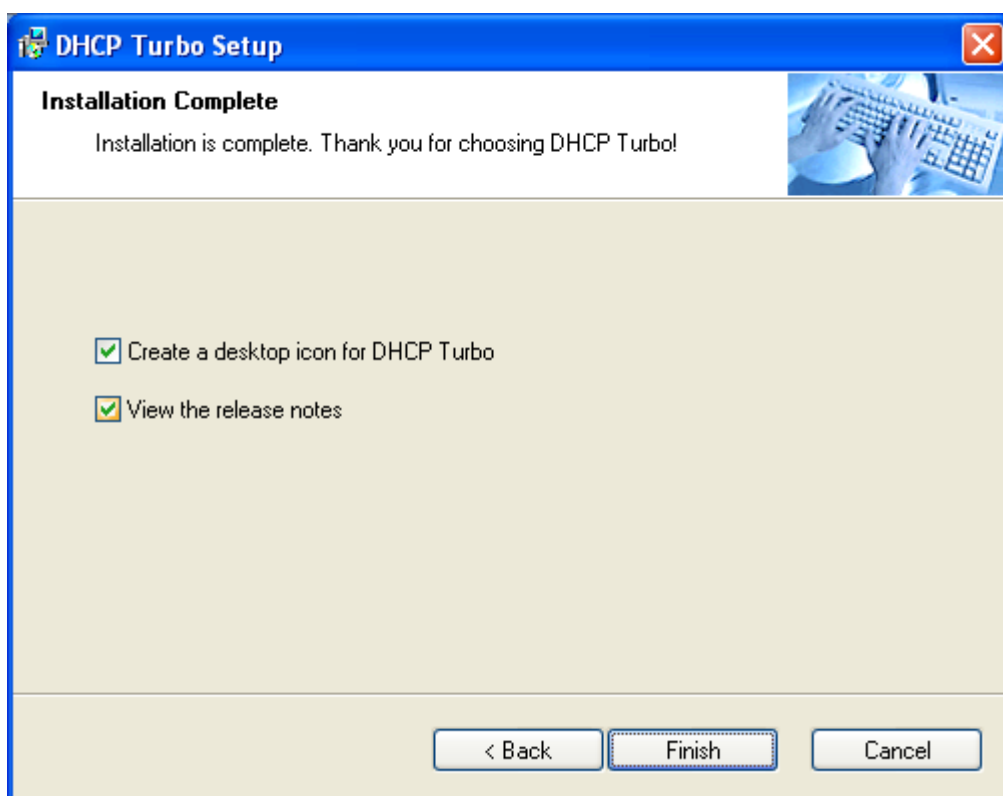 DHCP Turbo Setup
Installation Complete
Installation is complete. Thank you for choosing DHCP Turbo!
Create a desktop icon for DHCP Turbo
View the release notes
< Back Finish Cancel